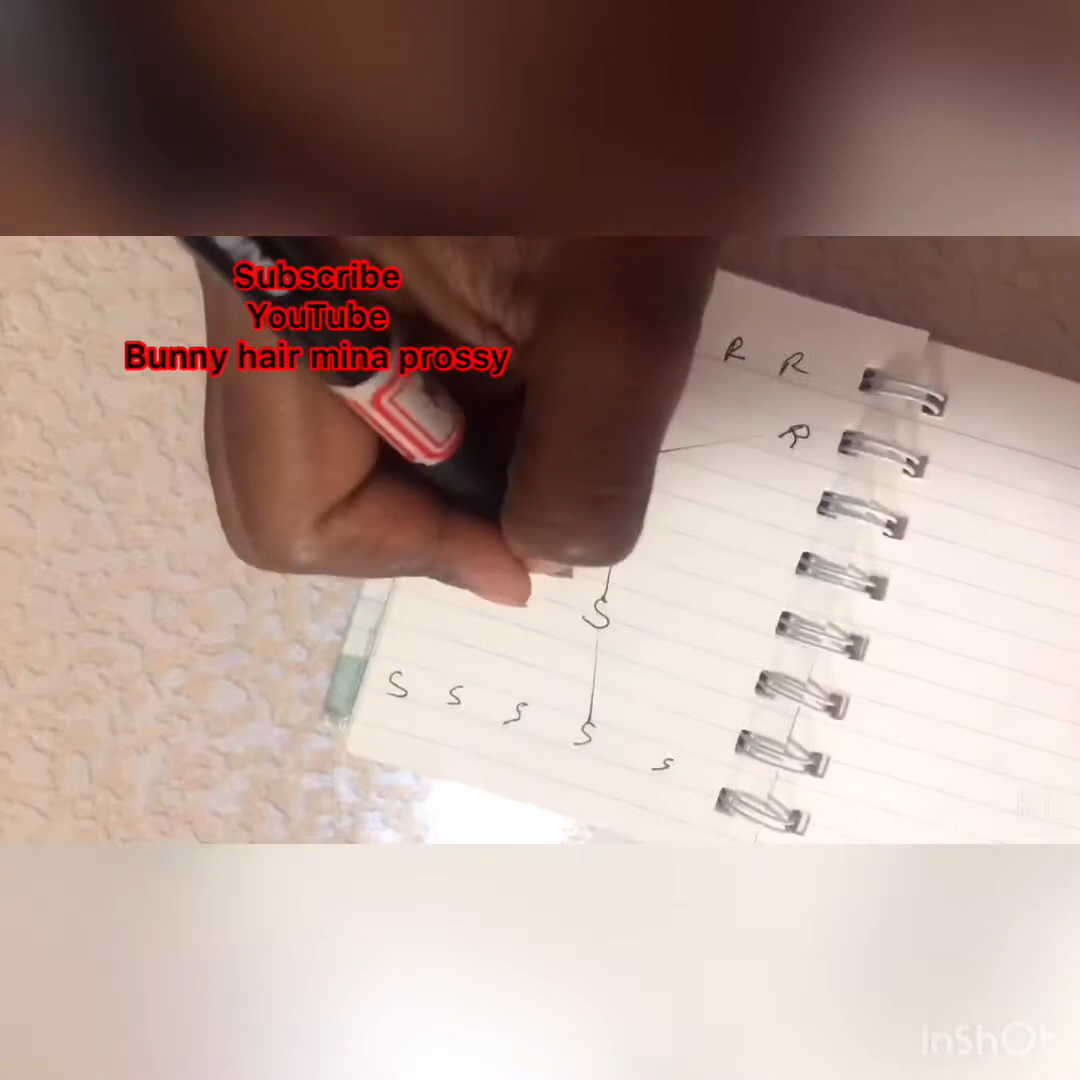 Subscribe
YouTube
Bunny hair mina prossy
R R
R
S
S S S S s
InShOt